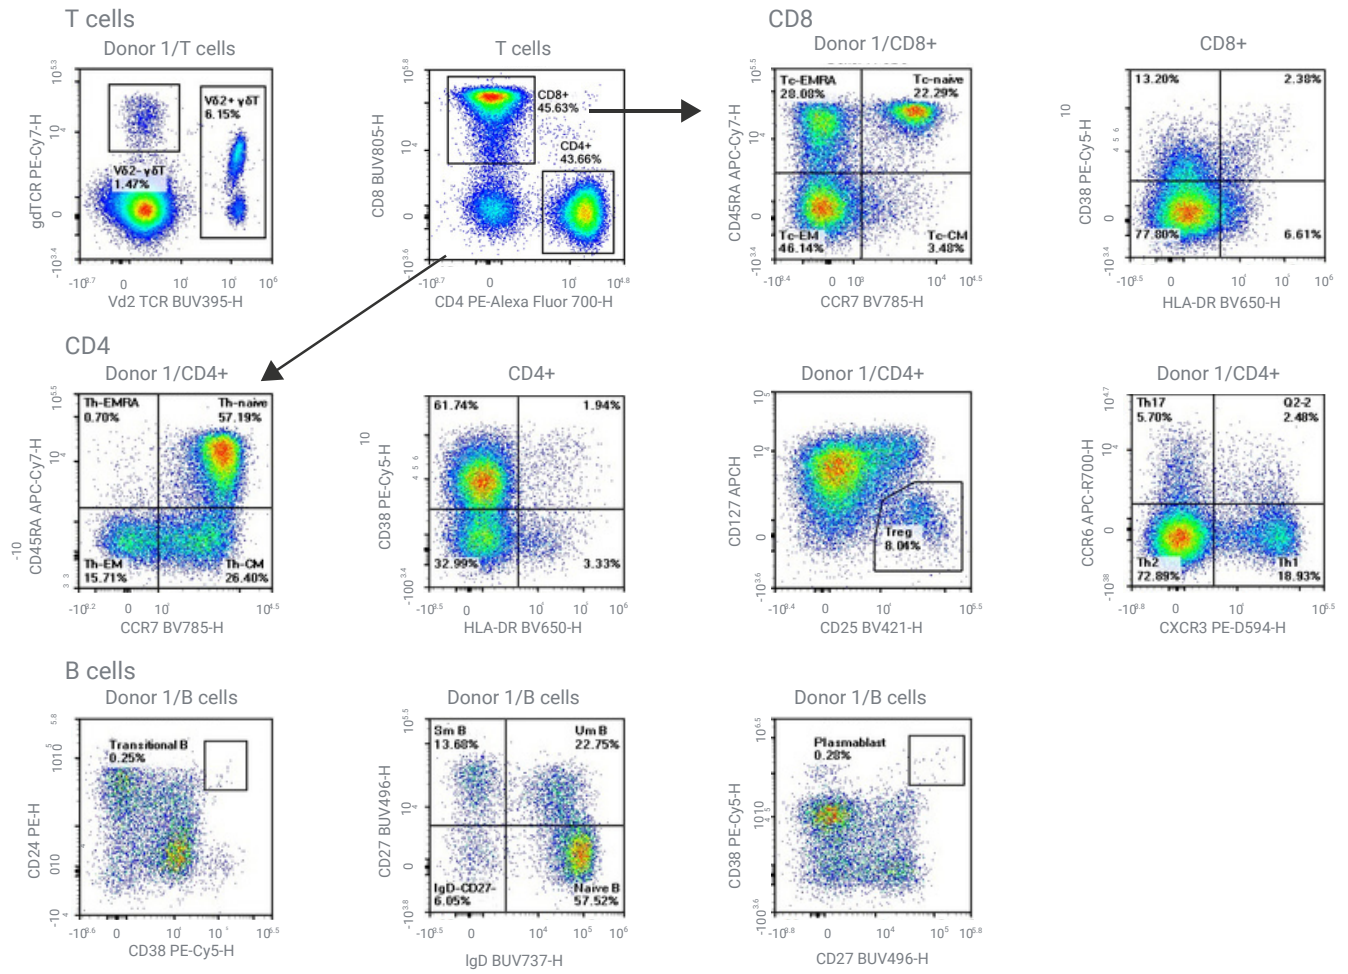 T cells
CD8
Donor 1/T cells
T cells
Donor 1/CD8+
CD8+
gdTCR PE-Cy7-H
Vδ2+ γδT
6.15%
Vδ2- γδT
1.47%
Vd2 TCR BUV395-H
CD8 BUV805-H
CD8+
45.63%
CD4+
43.66%
CD4 PE-Alexa Fluor 700-H
CD45RA APC-Cy7-H
Tc-EMRA
28.08%
Tc-naive
22.29%
Tc-EM
46.14%
Tc-CM
3.48%
CCR7 BV785-H
CD38 PE-Cy5-H
13.20%
2.38%
77.80%
6.61%
HLA-DR BV650-H
CD4
Donor 1/CD4+
CD4+
Donor 1/CD4+
Donor 1/CD4+
CD45RA APC-Cy7-H
Th-EMRA
0.70%
Th-naive
57.19%
Th-EM
15.71%
Th-CM
26.40%
CCR7 BV785-H
CD38 PE-Cy5-H
61.74%
1.94%
32.99%
3.33%
HLA-DR BV650-H
CD127 APCH
Treg
8.04%
CD25 BV421-H
CCR6 APC-R700-H
Th17
5.70%
Q2-2
2.48%
Th2
72.89%
Th1
18.93%
CXCR3 PE-D594-H
B cells
Donor 1/B cells
Donor 1/B cells
Donor 1/B cells
CD24 PE-H
Transitional B
0.25%
CD38 PE-Cy5-H
CD27 BUV496-H
Sm B
13.68%
Um B
22.75%
IgD-CD27-
6.05%
Naive B
57.52%
IgD BUV737-H
CD38 PE-Cy5-H
Plasmablast
0.28%
CD27 BUV496-H